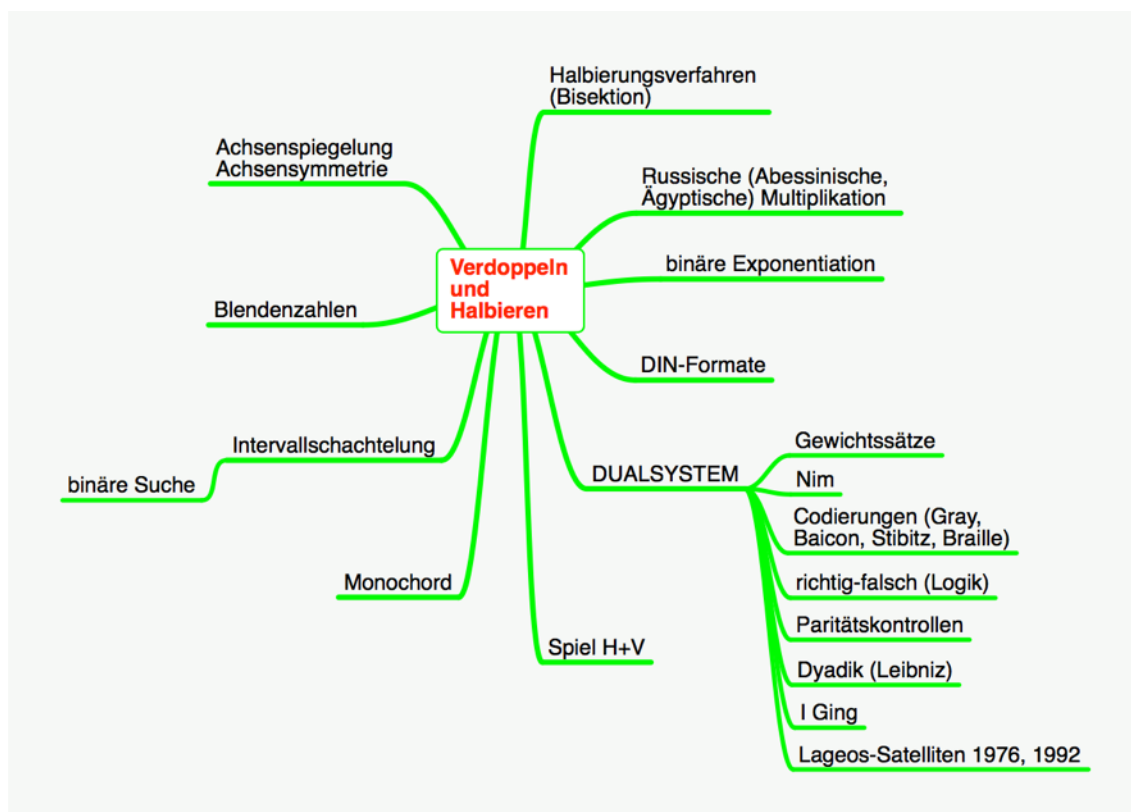 Halbierungsverfahren
(Bisektion)
Achsenspiegelung
Achsensymmetrie
Russische (Abessinische,
Ägyptische) Multiplikation
Verdoppeln
und
Halbieren
binäre Exponentiation
Blendenzahlen
DIN-Formate
Intervallschachtelung
binäre Suche
DUALSYSTEM
Gewichtssätze
Nim
Codierungen (Gray,
Baicon, Stibitz, Braille)
richtig-falsch (Logik)
Paritätskontrollen
Dyadik (Leibniz)
I Ging
Lageos-Satelliten 1976, 1992
Monochord
Spiel H+V